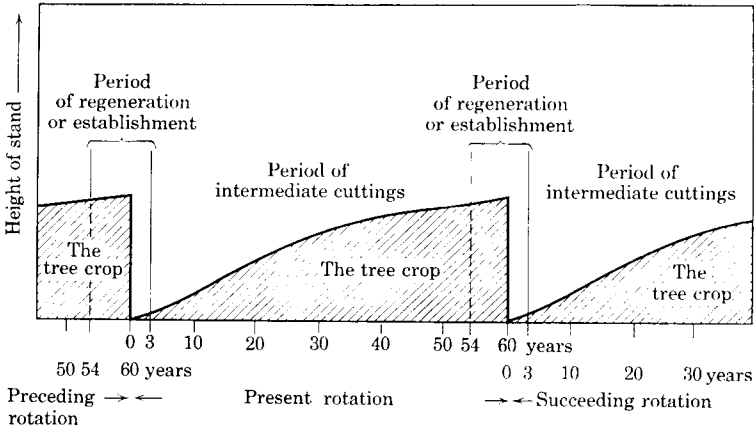 Height of stand
Period
of regeneration
or establishment
Period of
intermediate cuttings
Period
of regeneration
or establishment
Period of
intermediate cuttings
The
tree crop
The tree crop
The
tree crop
0 3 10 20 30 40 50 54 60 years
50 54 60 years 0 3 10 20 30 years
Preceding
rotation
Present rotation
Succeeding rotation